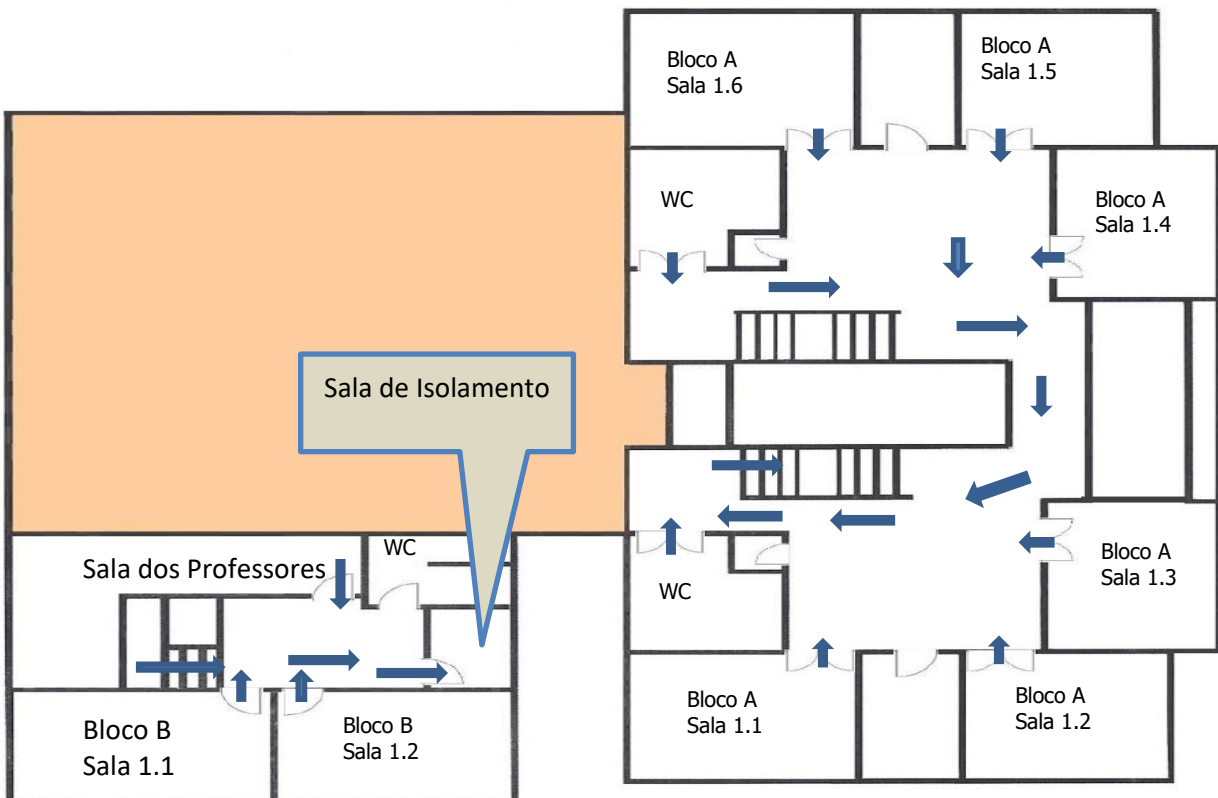 Bloco A
Sala 1.6
Bloco A
Sala 1.5
WC
Bloco A
Sala 1.4
Sala de Isolamento
WC
Sala dos Professores
Bloco A
Sala 1.3
WC
Bloco B
Sala 1.1
Bloco B
Sala 1.2
Bloco A
Sala 1.1
Bloco A
Sala 1.2